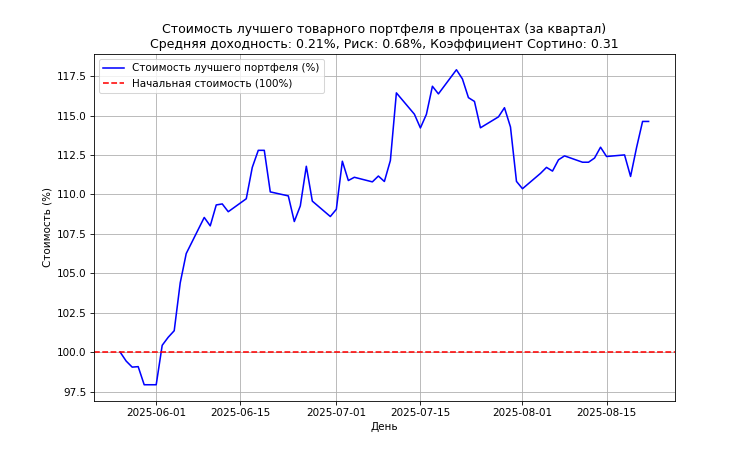 Стоимость лучшего товарного портфеля в процентах (за квартал)
Средняя доходность: 0.21%, Риск: 0.68%, Коэффициент Сортино: 0.31
Стоимость лучшего портфеля (%)
Начальная стоимость (100%)
Стоимость (%)
117.5
115.0
112.5
110.0
107.5
105.0
102.5
100.0
97.5
2025-06-01
2025-06-15
2025-07-01
2025-07-15
2025-08-01
2025-08-15
День